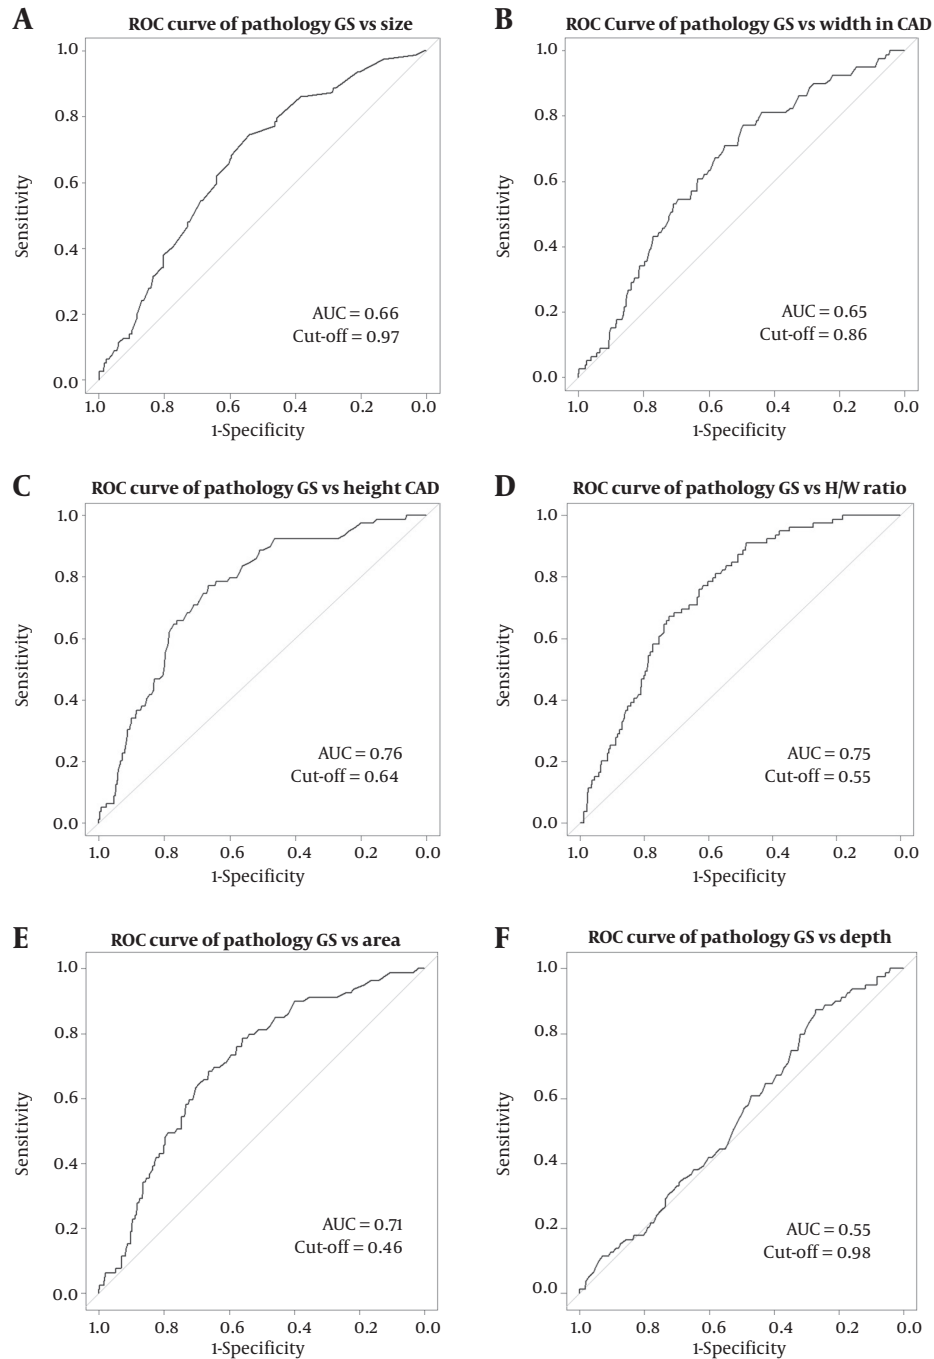 A
ROC curve of pathology GS vs size
1.0
0.8
0.6
0.4
0.2
0.0
Sensitivity
AUC = 0.66
Cut-off = 0.97
1.0 0.8 0.6 0.4 0.2 0.0
1-Specificity
B
ROC Curve of pathology GS vs width in CAD
1.0
0.8
0.6
0.4
0.2
0.0
Sensitivity
AUC = 0.65
Cut-off = 0.86
1.0 0.8 0.6 0.4 0.2 0.0
1-Specificity
C
ROC curve of pathology GS vs height CAD
1.0
0.8
0.6
0.4
0.2
0.0
Sensitivity
AUC = 0.76
Cut-off = 0.64
1.0 0.8 0.6 0.4 0.2 0.0
1-Specificity
D
ROC curve of pathology GS vs H/W ratio
1.0
0.8
0.6
0.4
0.2
0.0
Sensitivity
AUC = 0.75
Cut-off = 0.55
1.0 0.8 0.6 0.4 0.2 0.0
1-Specificity
E
ROC curve of pathology GS vs area
1.0
0.8
0.6
0.4
0.2
0.0
Sensitivity
AUC = 0.71
Cut-off = 0.46
1.0 0.8 0.6 0.4 0.2 0.0
1-Specificity
F
ROC curve of pathology GS vs depth
1.0
0.8
0.6
0.4
0.2
0.0
Sensitivity
AUC = 0.55
Cut-off = 0.98
1.0 0.8 0.6 0.4 0.2 0.0
1-Specificity